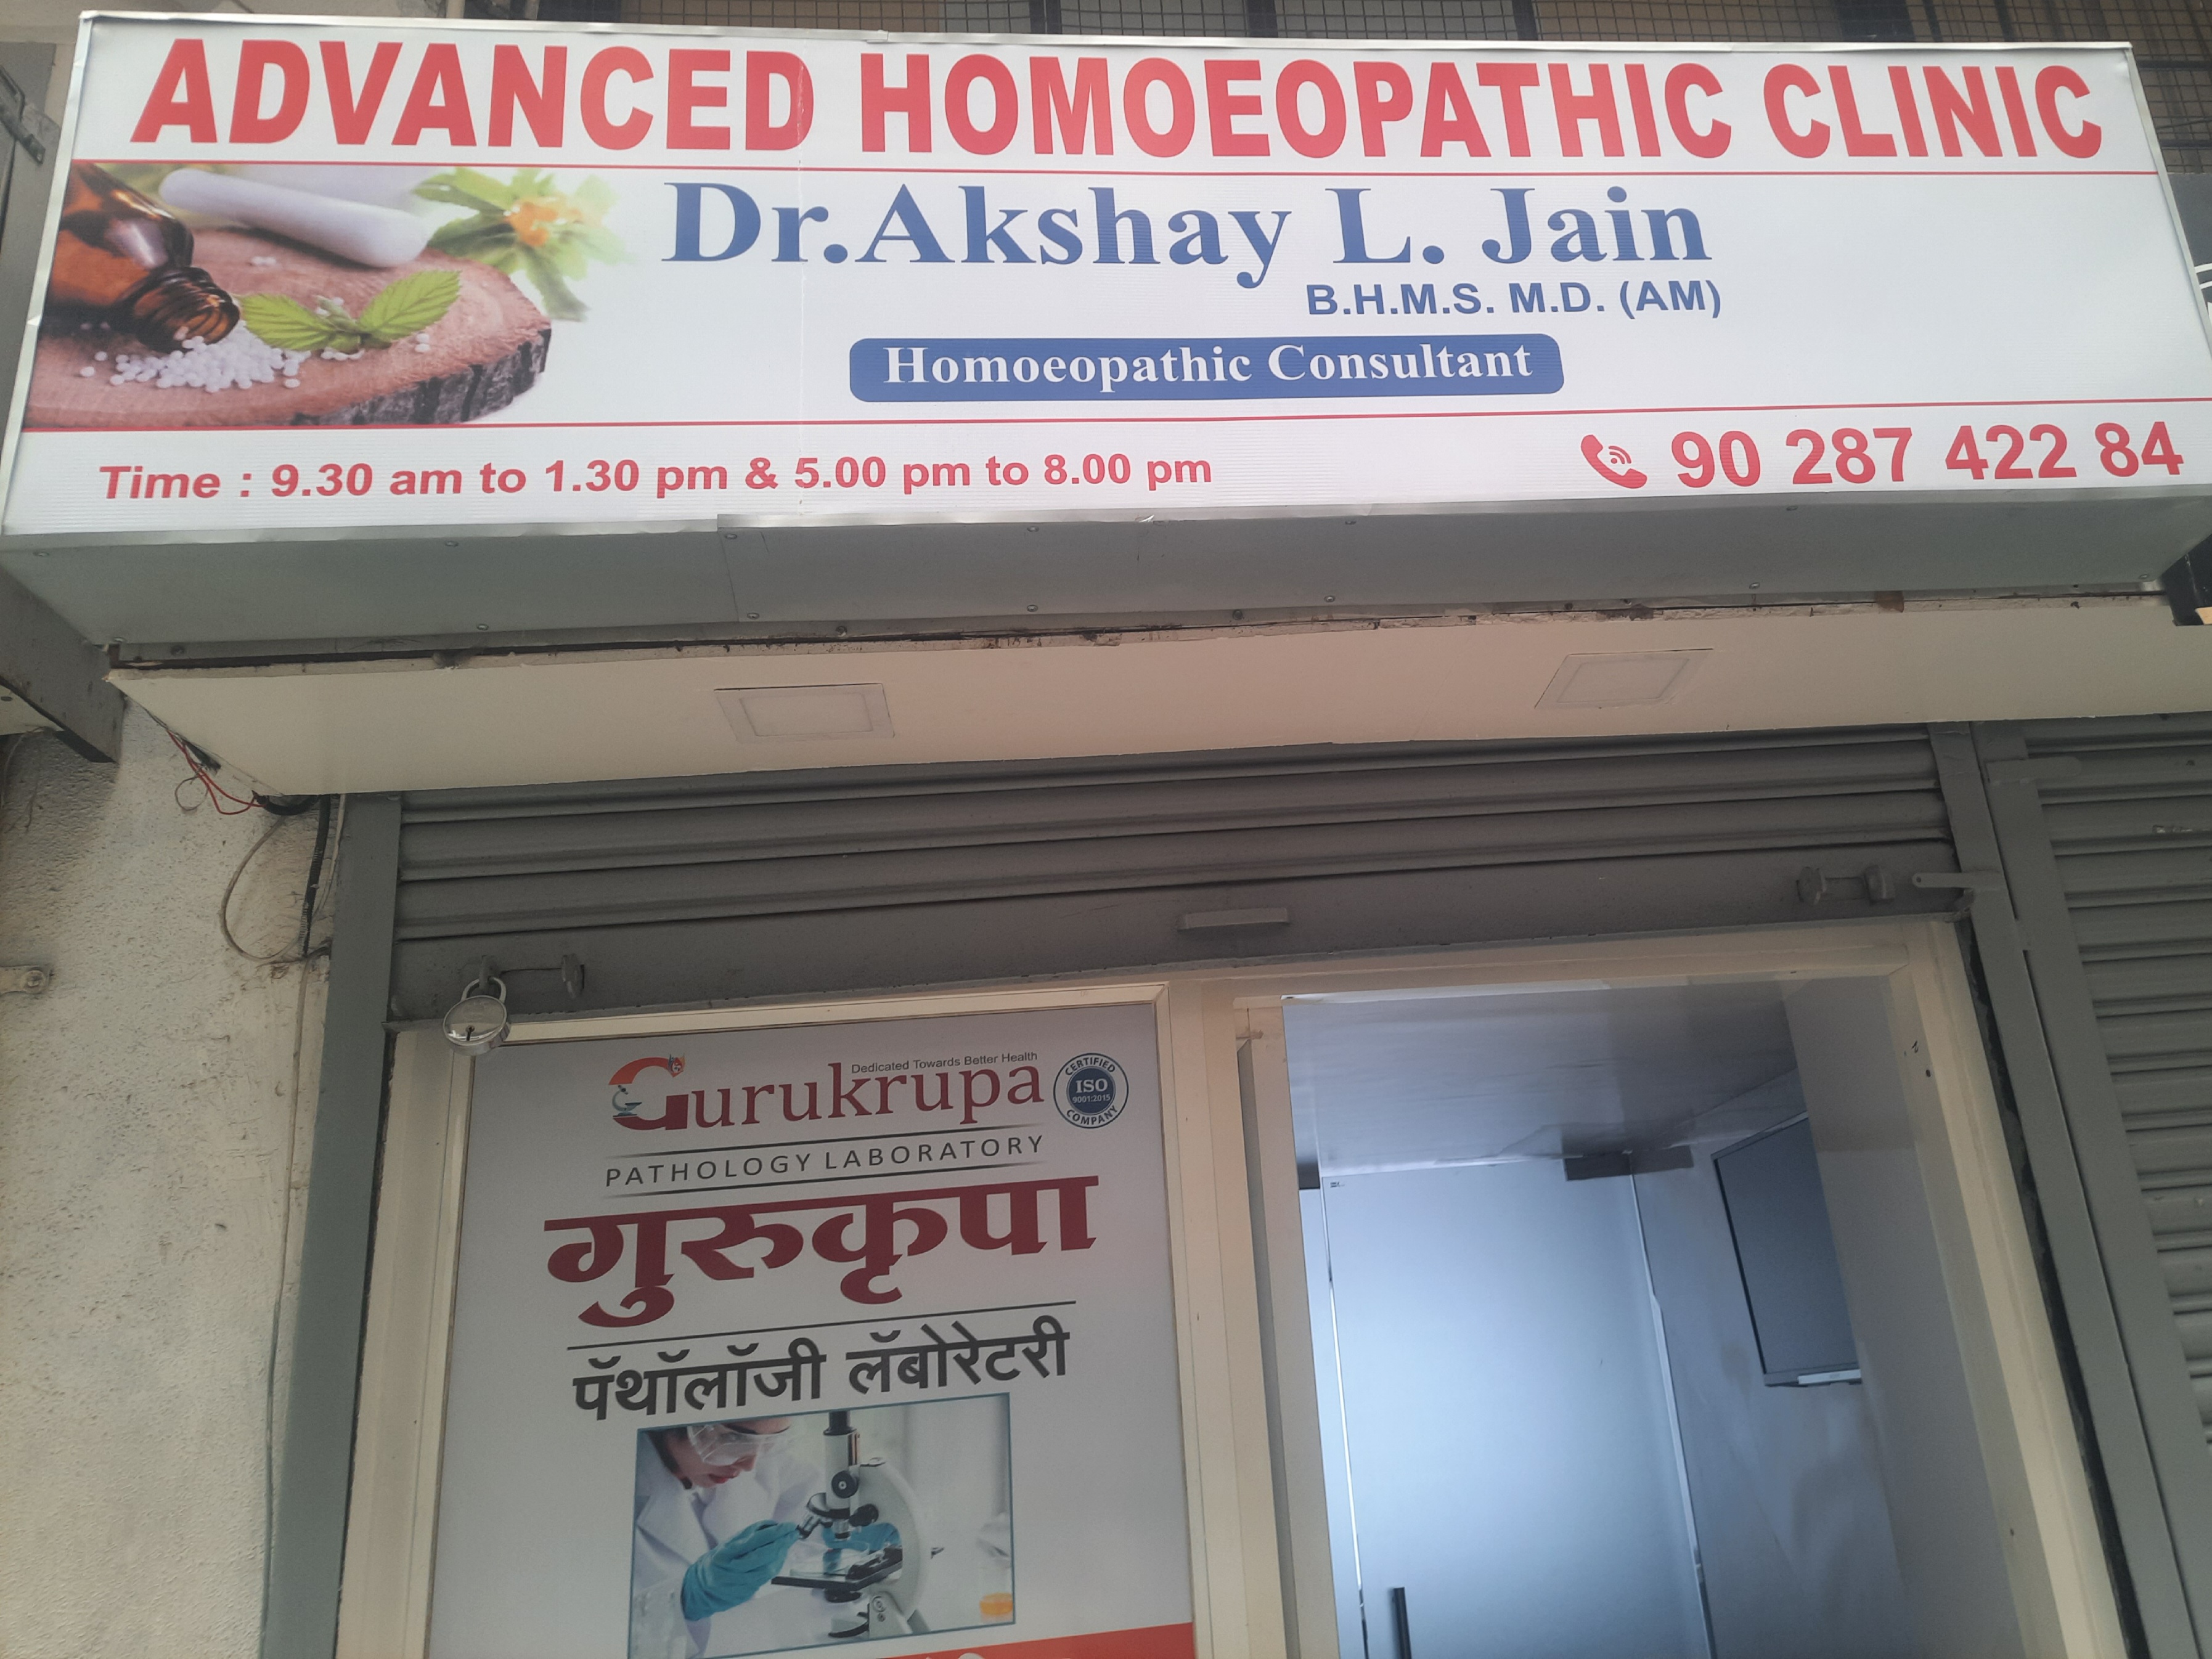 ADVANCED HOMOEOPATHIC CLINIC
Dr.Akshay L. Jain
B.H.M.S. M.D. (AM)
Homoeopathic Consultant
Time : 9.30 am to 1.30 pm & 5.00 pm to 8.00 pm
90 287 422 84
Dedicated Towards Better Health
Gurukrupa
CERTIFIED
ISO
9001:2015
COMPANY
PATHOLOGY LABORATORY
गुरुकृपा
पॅथॉलॉजी लॅबोरेटरी